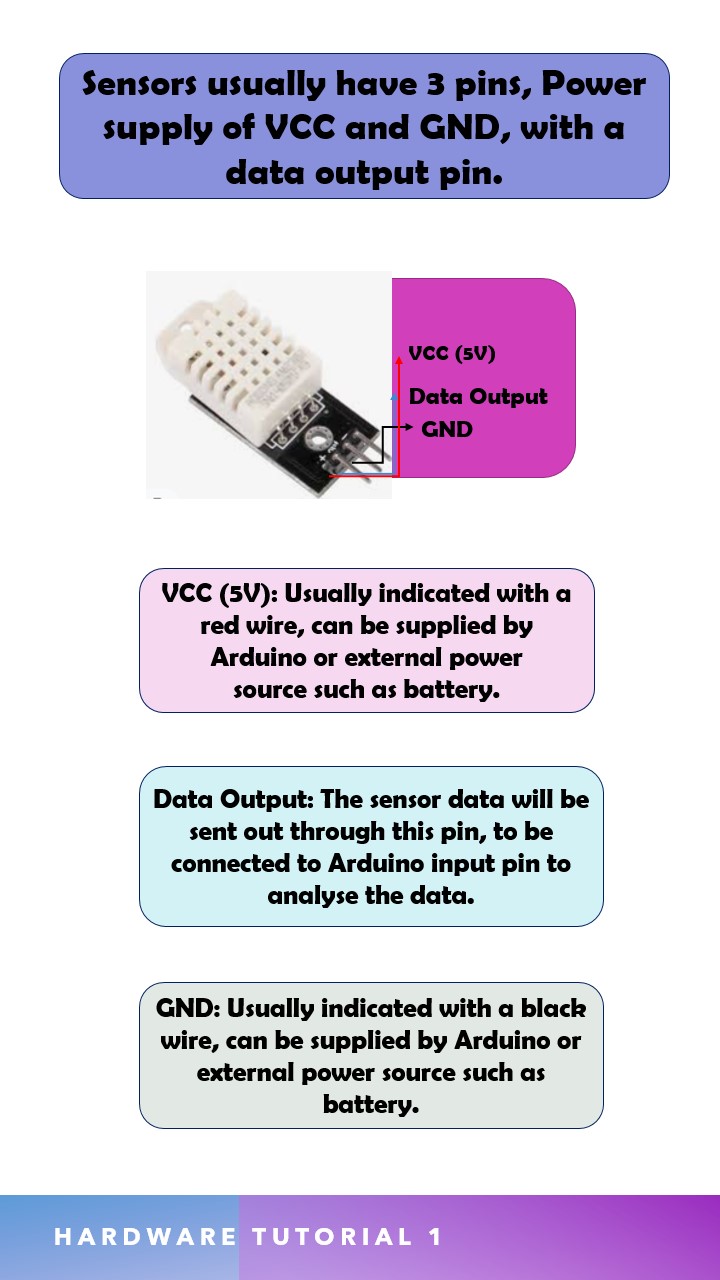 Sensors usually have 3 pins, Power
supply of VCC and GND, with a
data output pin.
VCC (5V)
Data Output
GND
VCC (5V): Usually indicated with a
red wire, can be supplied by
Arduino or external power
source such as battery.
Data Output: The sensor data will be
sent out through this pin, to be
connected to Arduino input pin to
analyse the data.
GND: Usually indicated with a black
wire, can be supplied by Arduino or
external power source such as
battery.
HARDWARE TUTORIAL 1